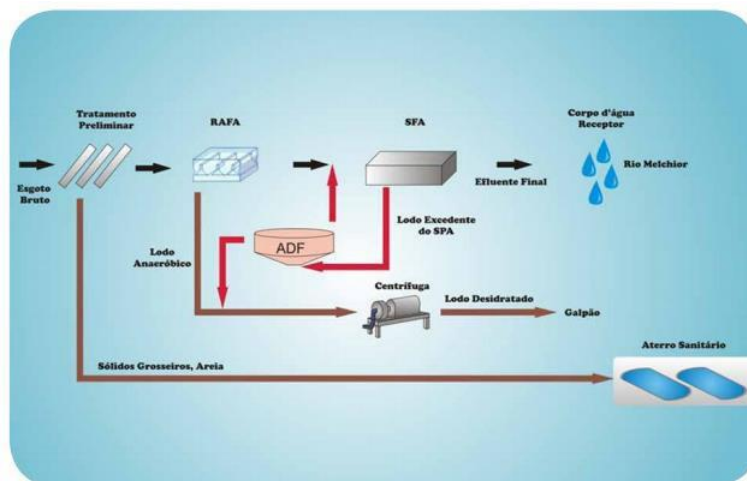 Tratamento
Preliminar
RAFA
SFA
Corpo d'água
Receptor
Rio Melchior
Esgoto
Bruto
Efluente Final
Lodo Excedente
do SPA
ADF
Lodo
Anaeróbico
Centrífuga
Lodo Desidratado
Galpão
Aterro Sanitário
Sólidos Grosseiros, Areia